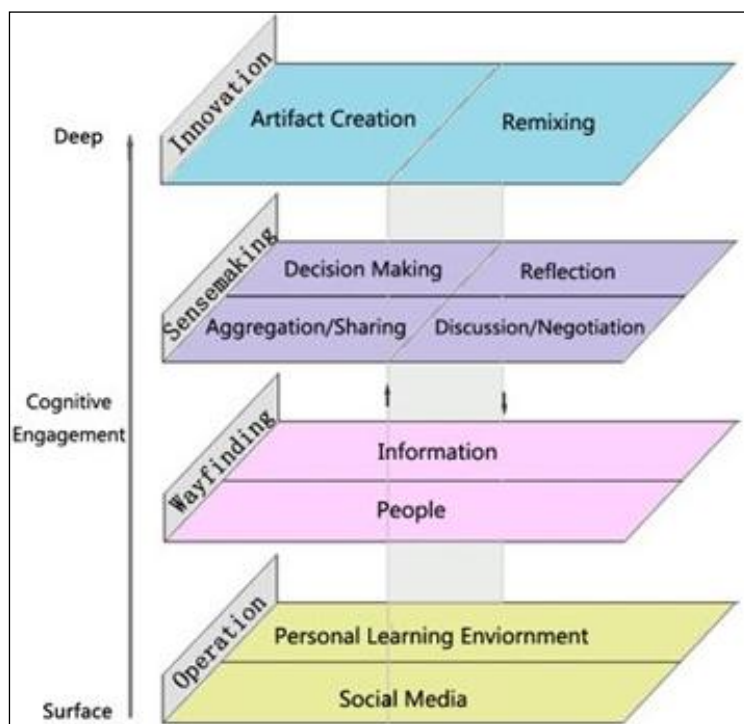 Innovation
Artifact Creation
Remixing
Deep
Sensemaking
Decision Making
Reflection
Aggregation/Sharing
Discussion/Negotiation
Cognitive
Engagement
Wayfinding
Information
People
Operation
Personal Learning Enviornment
Social Media
Surface